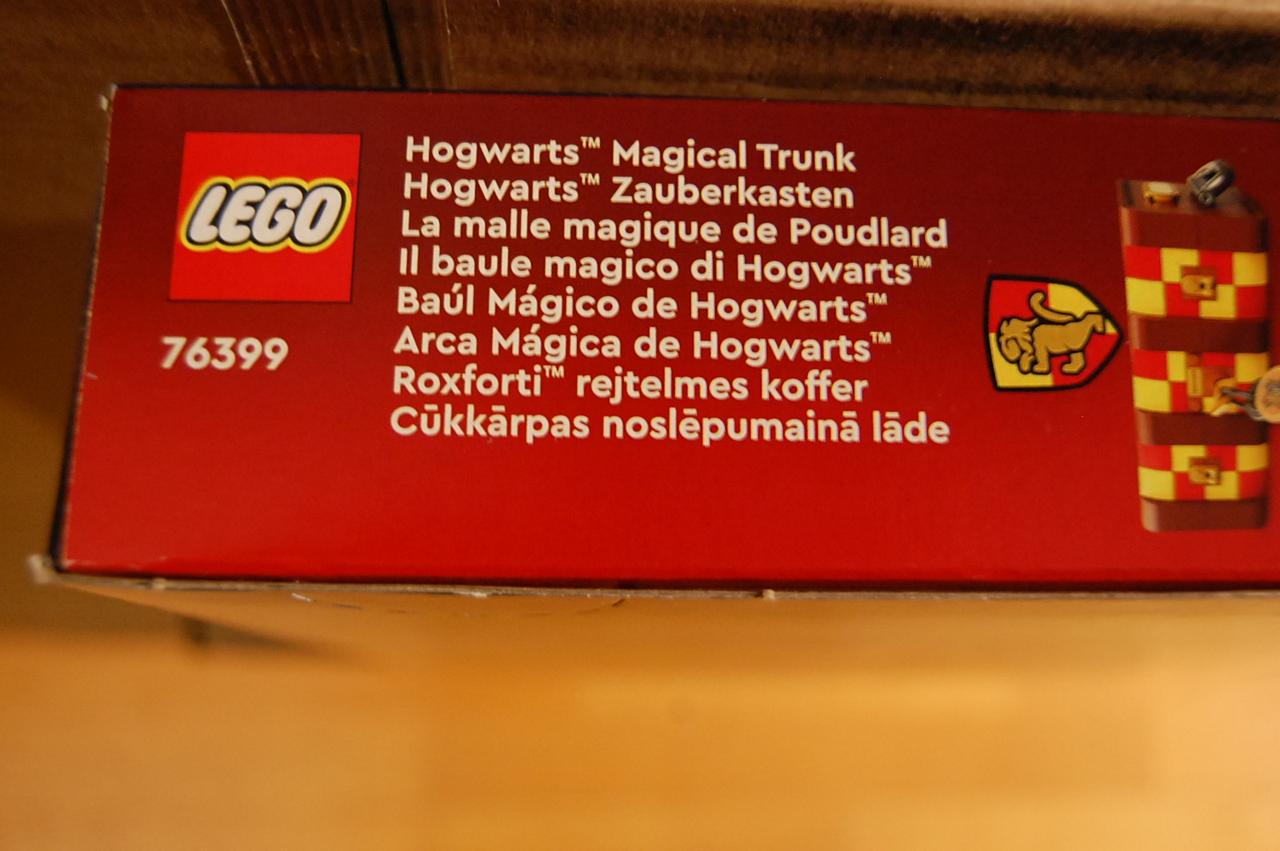 LEGO
76399
Hogwarts™ Magical Trunk
Hogwarts™ Zauberkasten
La malle magique de Poudlard
Il baule magico di Hogwarts™
Baúl Mágico de Hogwarts™
Arca Mágica de Hogwarts™
Roxforti™ rejtelmes koffer
Cūkkārpas noslēpumainā lāde